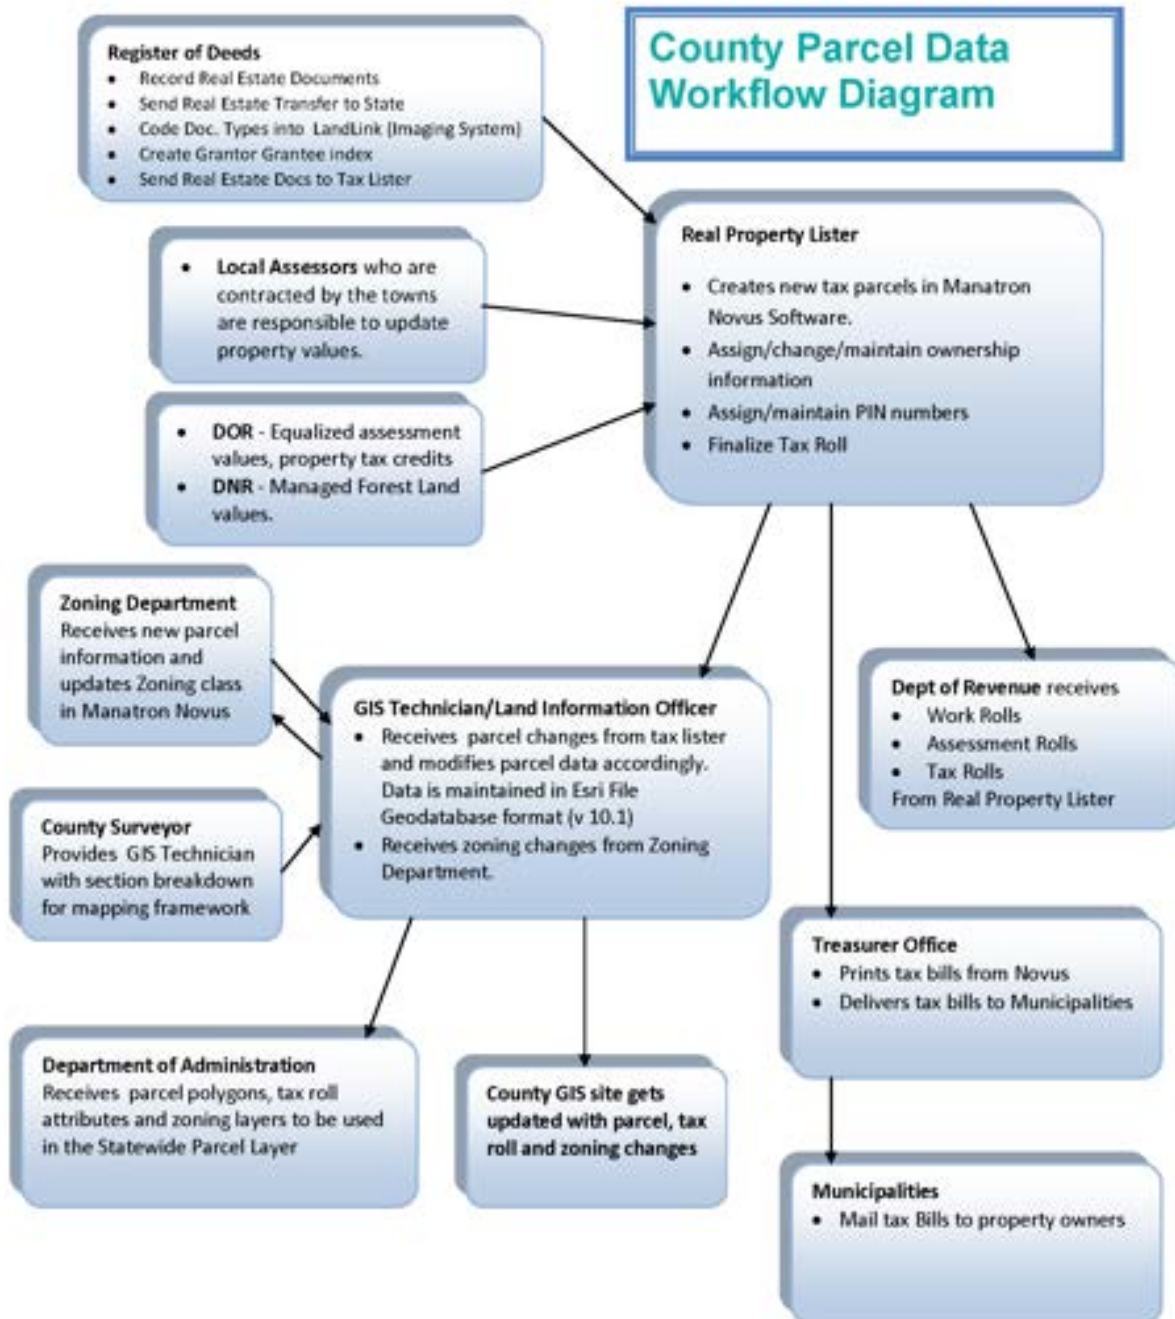 County Parcel Data
Workflow Diagram
Register of Deeds
• Record Real Estate Documents
• Send Real Estate Transfer to State
• Code Doc. Types into LandLink (Imaging System)
• Create Grantor Grantee index
• Send Real Estate Docs to Tax Lister
• Local Assessors who are
contracted by the towns
are responsible to update
property values.
• DOR - Equalized assessment
values, property tax credits
• DNR - Managed Forest Land
values.
Real Property Lister
• Creates new tax parcels in Manatron
Novus Software.
• Assign/change/maintain ownership
information
• Assign/maintain PIN numbers
• Finalize Tax Roll
Zoning Department
Receives new parcel
information and
updates Zoning class
in Manatron Novus
County Surveyor
Provides GIS Technician
with section breakdown
for mapping framework
GIS Technician/Land Information Officer
• Receives parcel changes from tax lister
and modifies parcel data accordingly.
Data is maintained in Esri File
Geodatabase format (v 10.1)
• Receives zoning changes from Zoning
Department.
Dept of Revenue receives
• Work Rolls
• Assessment Rolls
• Tax Rolls
From Real Property Lister
Treasurer Office
• Prints tax bills from Novus
• Delivers tax bills to Municipalities
Department of Administration
Receives parcel polygons, tax roll
attributes and zoning layers to be used
in the Statewide Parcel Layer
County GIS site gets
updated with parcel, tax
roll and zoning changes
Municipalities
• Mail tax Bills to property owners